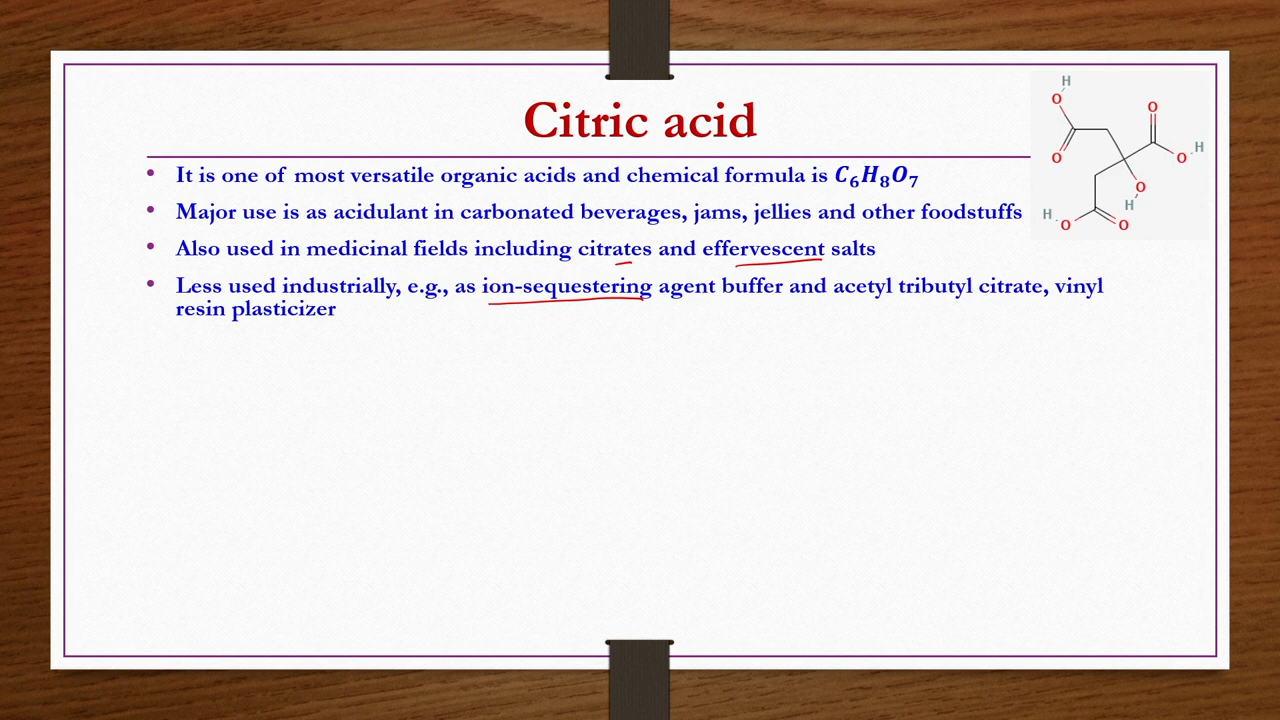 Citric acid
• It is one of most versatile organic acids and chemical formula is C₆H₈O₇
• Major use is as acidulant in carbonated beverages, jams, jellies and other foodstuffs
• Also used in medicinal fields including citrates and effervescent salts
• Less used industrially, e.g., as ion-sequestering agent buffer and acetyl tributyl citrate, vinyl
resin plasticizer
H
O
O
O
O
H
O
H
H
O
O